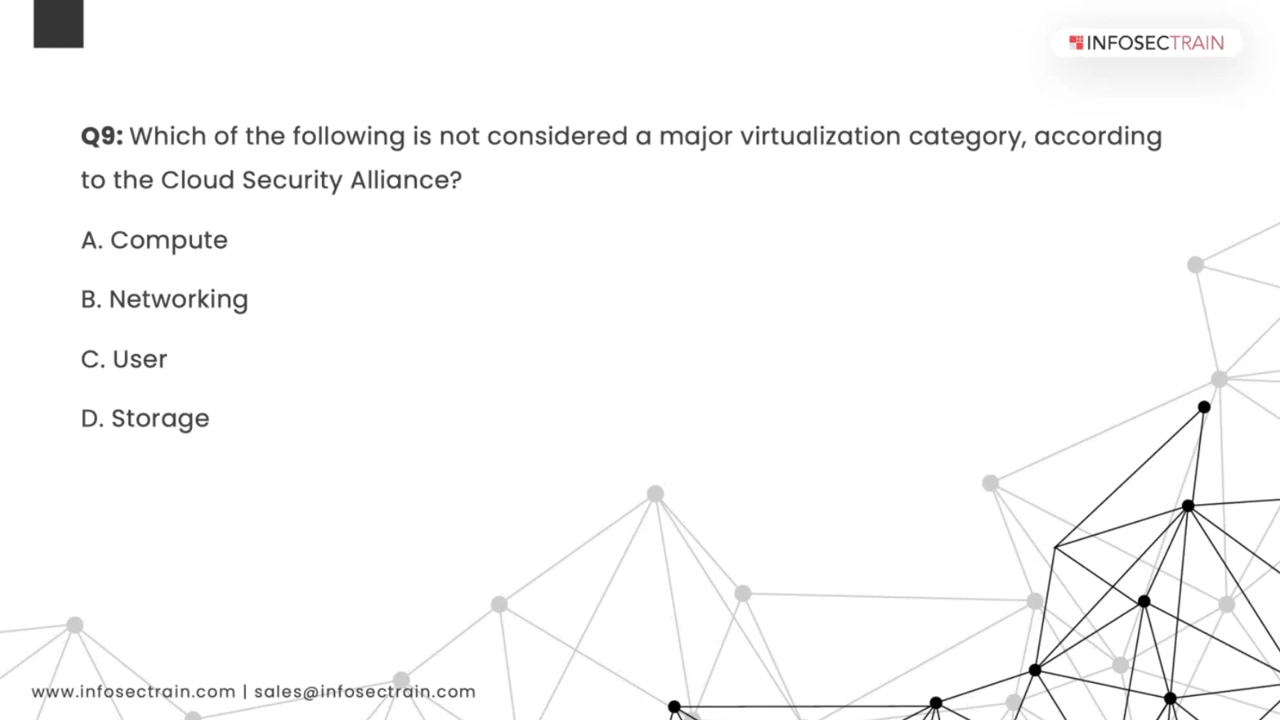 INFOSECTRAIN
Q9: Which of the following is not considered a major virtualization category, according
to the Cloud Security Alliance?
A. Compute
B. Networking
C. User
D. Storage
www.infosectrain.com | sales@infosectrain.com